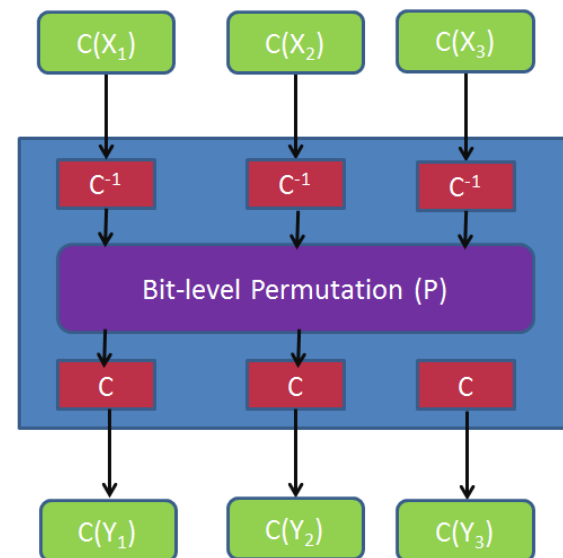 C(X₁) C(X₂) C(X₃)
C⁻¹ C⁻¹ C⁻¹
Bit-level Permutation (P)
C C C
C(Y₁) C(Y₂) C(Y₃)